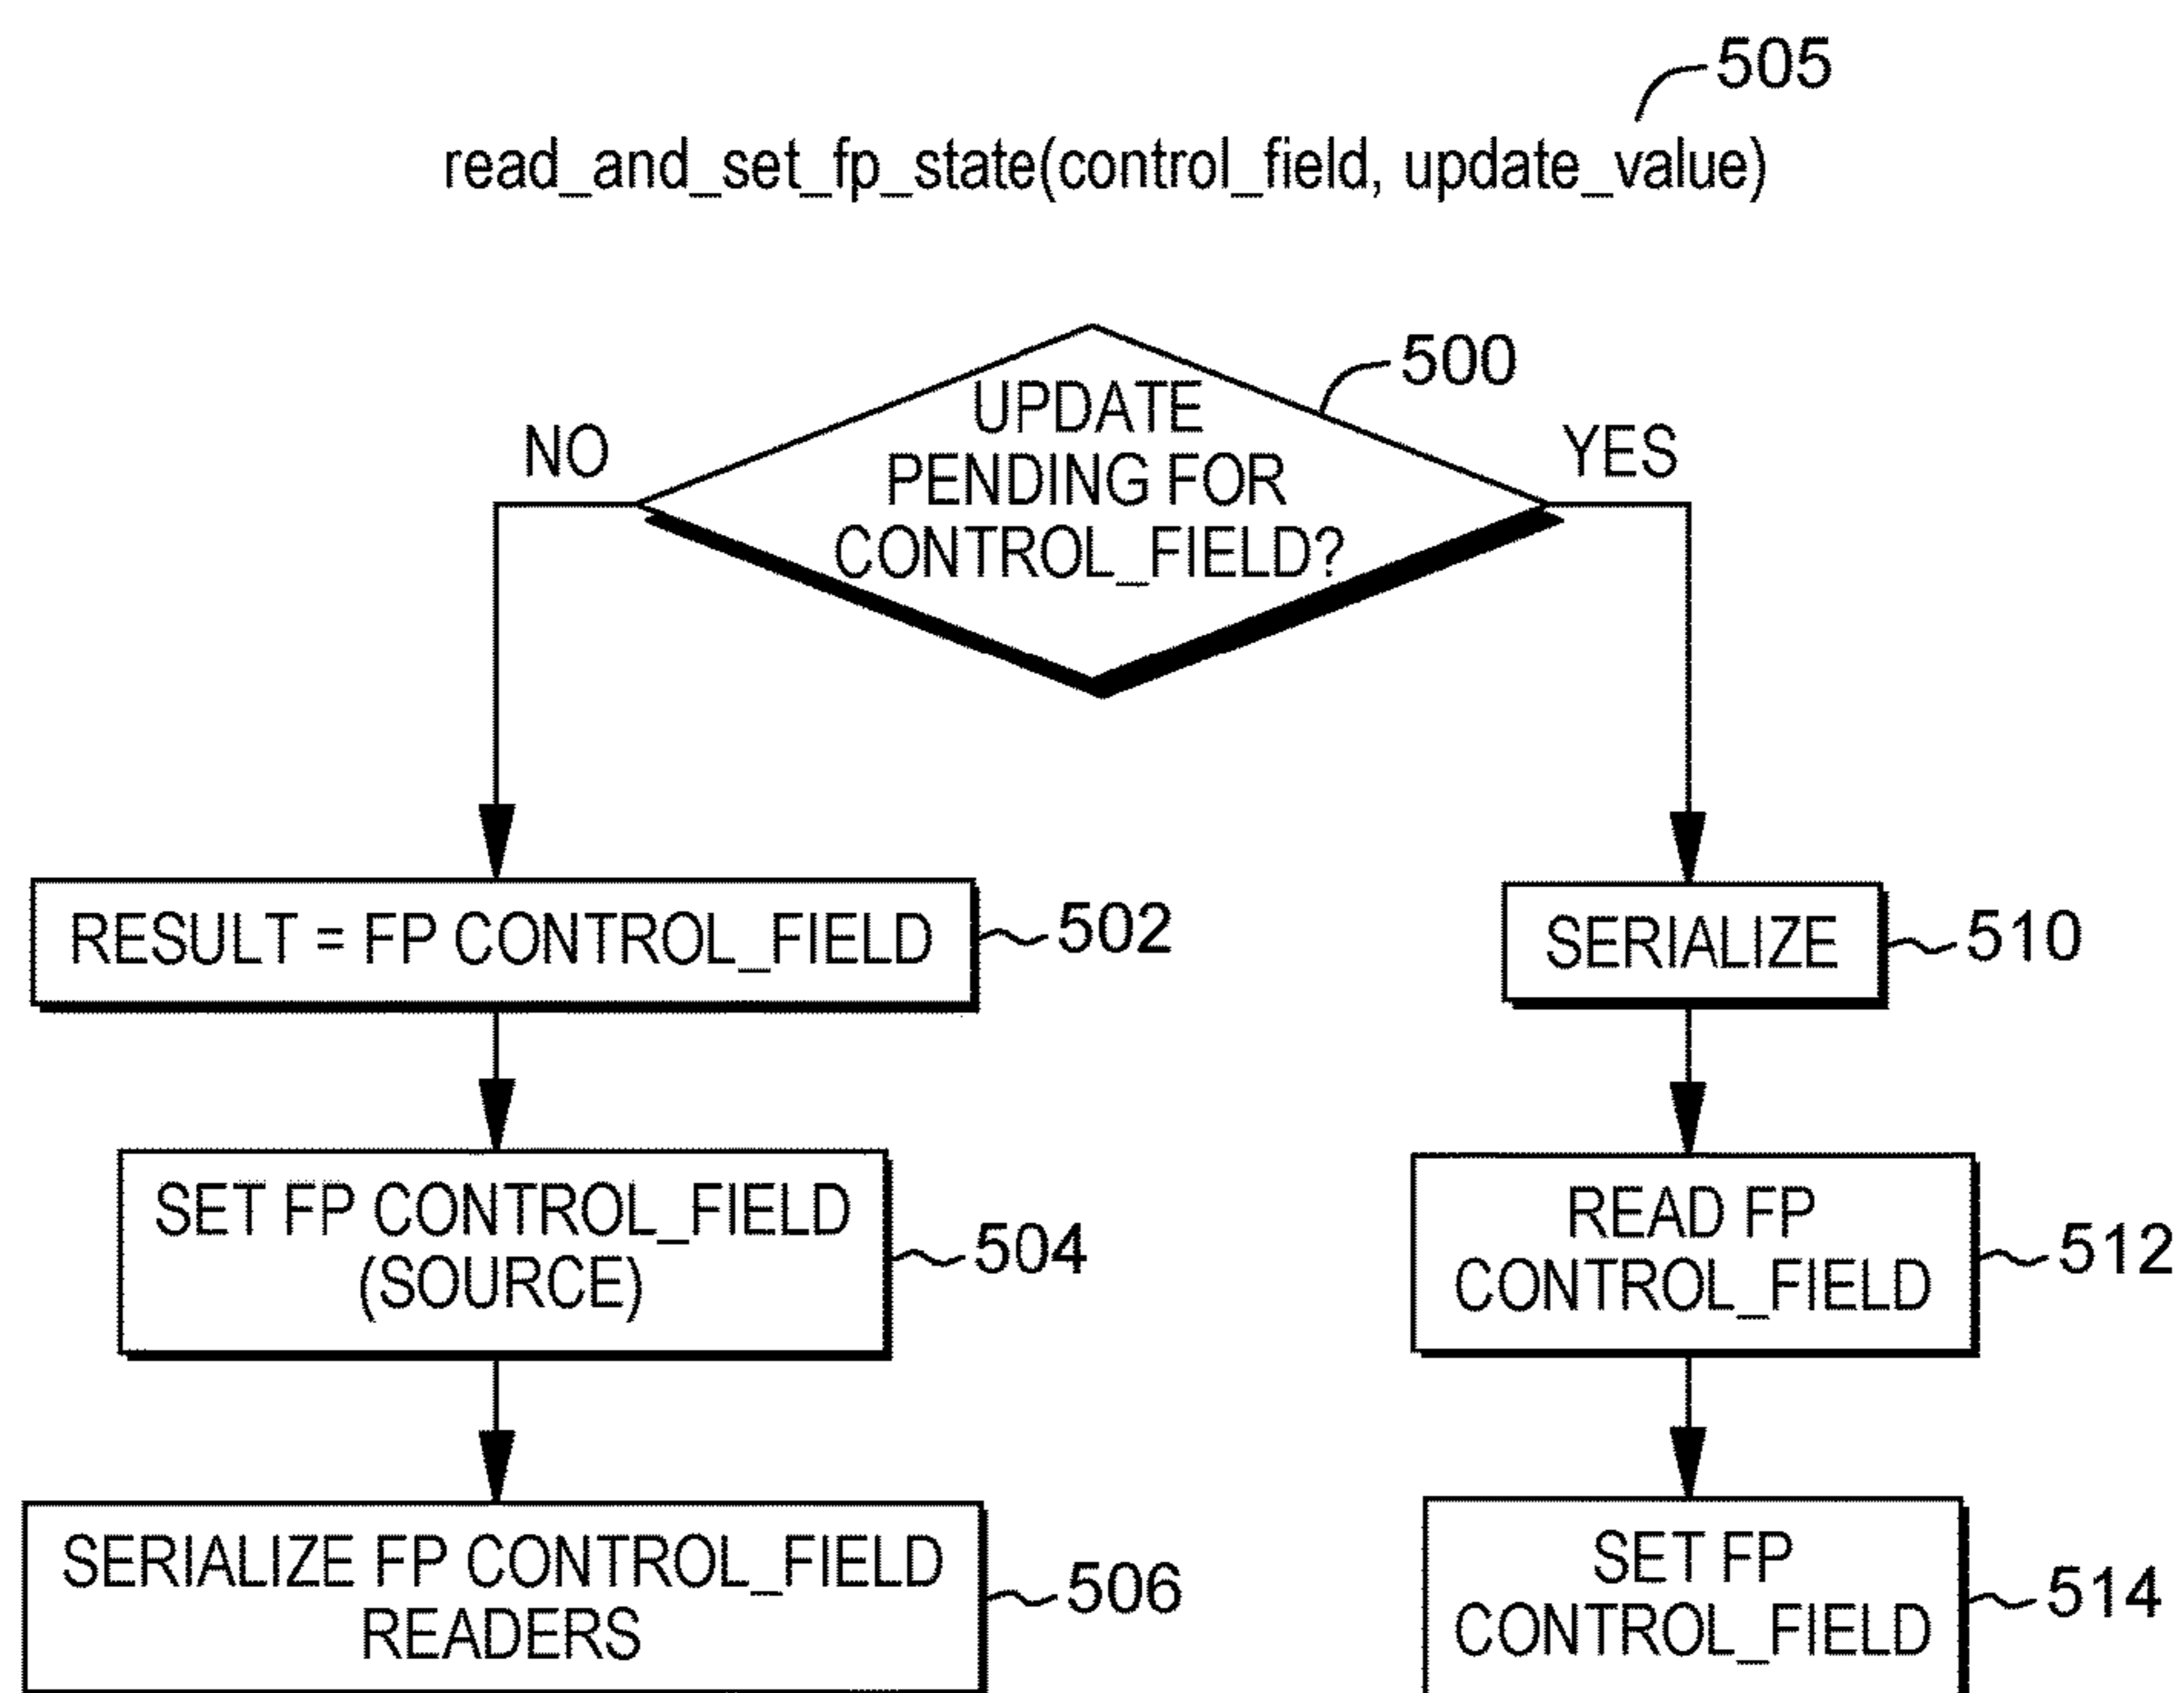 505
read_and_set_fp_state(control_field, update_value)
500
UPDATE
PENDING FOR
CONTROL_FIELD?
NO
YES
RESULT = FP CONTROL_FIELD
502
SET FP CONTROL_FIELD
(SOURCE)
504
SERIALIZE FP CONTROL_FIELD
READERS
506
SERIALIZE
510
READ FP
CONTROL_FIELD
512
SET FP
CONTROL_FIELD
514